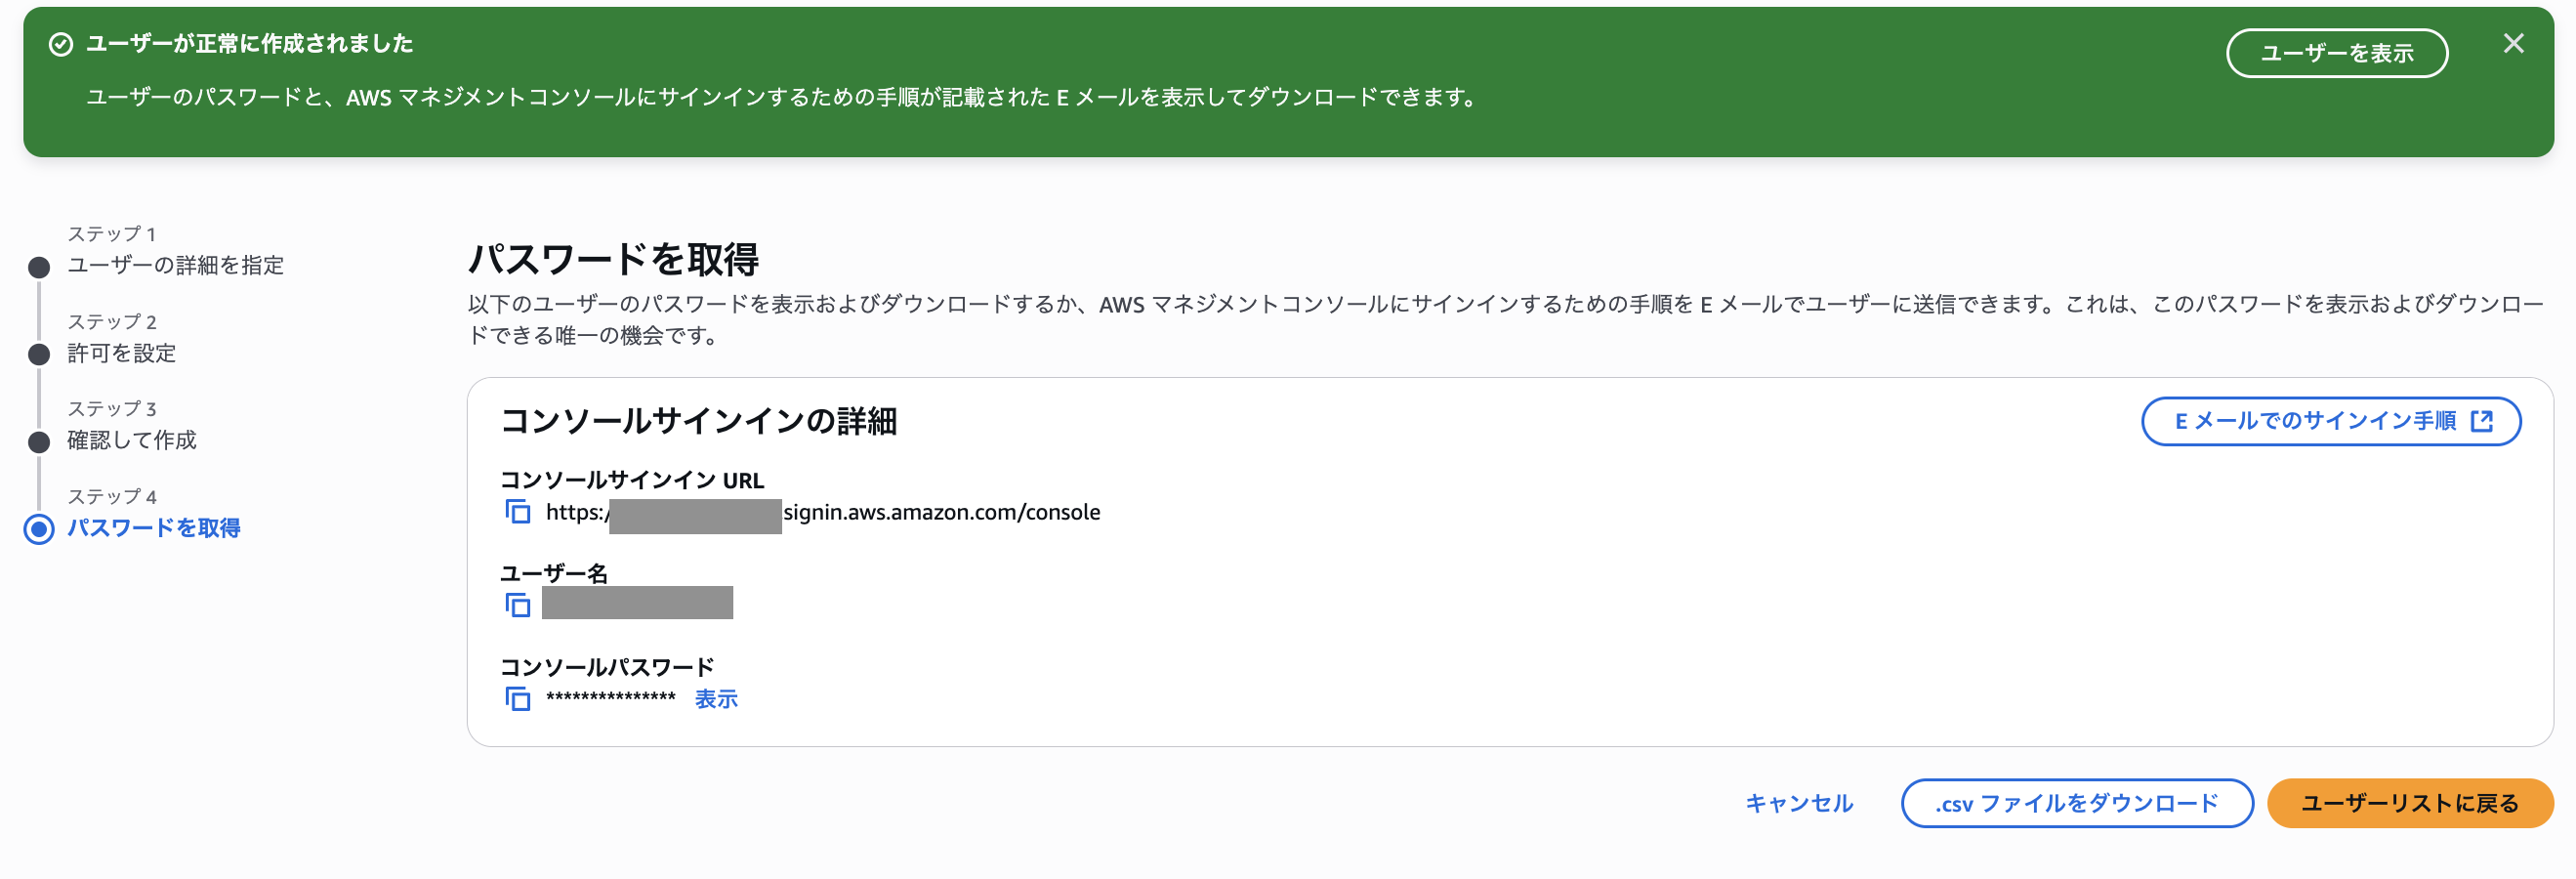 ユーザーが正常に作成されました
ユーザーを表示
ユーザーのパスワードと、AWS マネジメントコンソールにサインインするための手順が記載された E メールを表示してダウンロードできます。
ステップ 1
ユーザーの詳細を指定
ステップ 2
許可を設定
ステップ 3
確認して作成
ステップ 4
パスワードを取得
パスワードを取得
以下のユーザーのパスワードを表示およびダウンロードするか、AWS マネジメントコンソールにサインインするための手順を E メールでユーザーに送信できます。これは、このパスワードを表示およびダウンロー
ドできる唯一の機会です。
コンソールサインインの詳細
E メールでのサインイン手順
コンソールサインイン URL
https:/ signin.aws.amazon.com/console
ユーザー名
コンソールパスワード
*************** 表示
キャンセル
.csv ファイルをダウンロード
ユーザーリストに戻る